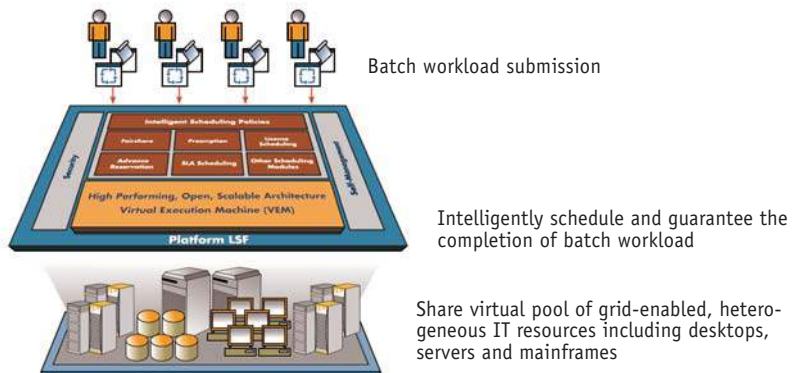 Batch workload submission
Intelligent Scheduling Policies
Fairshare
Preemption
License
Scheduling
Advance
Reservation
SLA Scheduling
Other Scheduling
Modules
Security
Self-Management
High Performing, Open, Scalable Architecture
Virtual Execution Machine (VEM)
Platform LSF
Intelligently schedule and guarantee the
completion of batch workload
Share virtual pool of grid-enabled, hetero-
geneous IT resources including desktops,
servers and mainframes